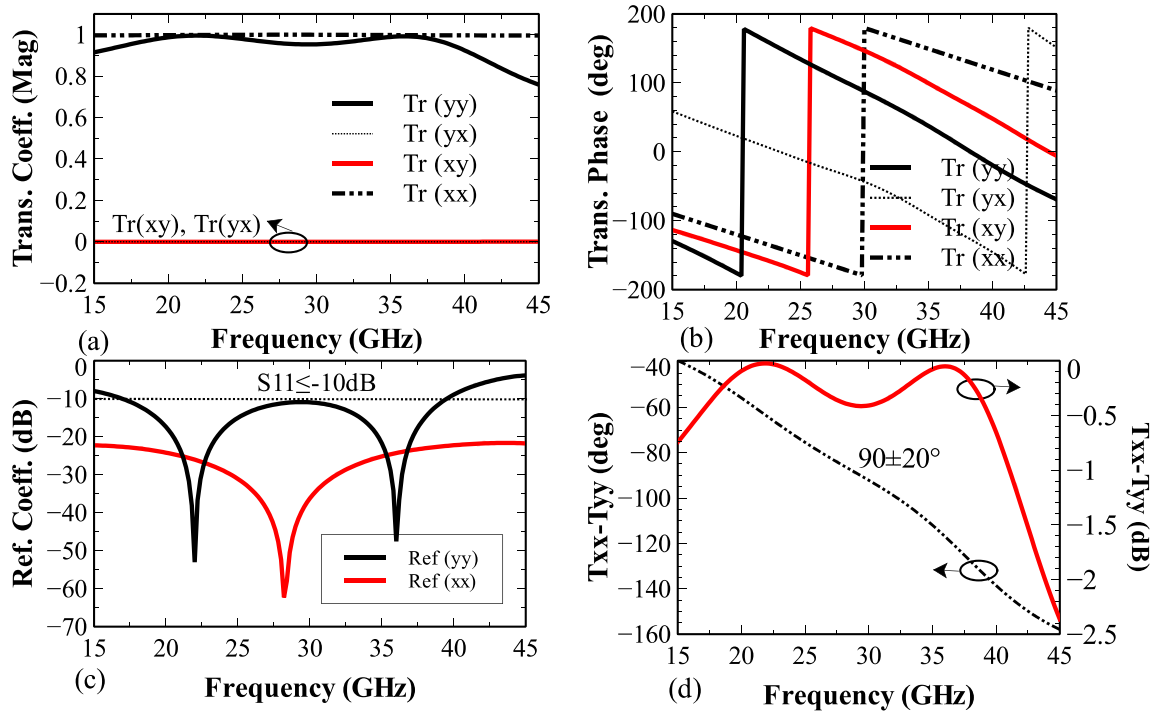 Trans. Coeff. (Mag)
1
0.8
0.6
0.4
0.2
0
−0.2
Tr (yy)
Tr (yx)
Tr (xy)
Tr (xx)
Tr(xy), Tr(yx)
15 20 25 30 35 40 45
(a) Frequency (GHz)
Trans. Phase (deg)
200
100
0
−100
−200
Tr (yy)
Tr (yx)
Tr (xy)
Tr (xx)
15 20 25 30 35 40 45
(b) Frequency (GHz)
Ref. Coeff. (dB)
0
−10
−20
−30
−40
−50
−60
−70
S11≤-10dB
Ref (yy)
Ref (xx)
15 20 25 30 35 40 45
(c) Frequency (GHz)
Txx-Tyy (deg)
−40
−60
−80
−100
−120
−140
−160
90±20°
0
−0.5
−1
−1.5
−2
−2.5
Txx-Tyy (dB)
15 20 25 30 35 40 45
(d) Frequency (GHz)